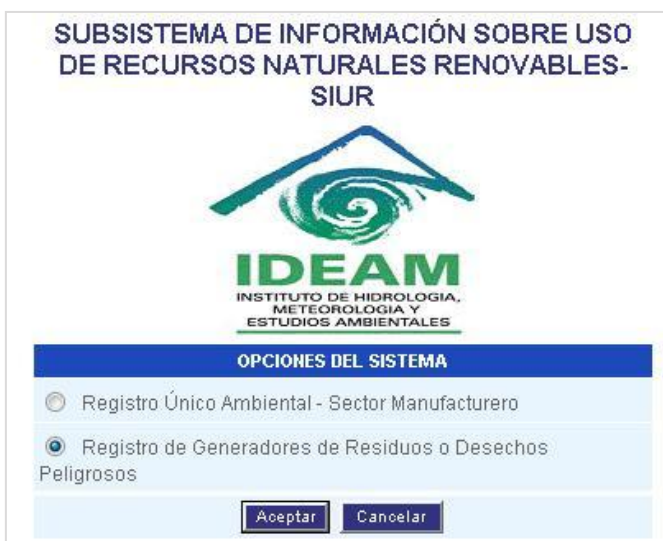 SUBSISTEMA DE INFORMACIÓN SOBRE USO
DE RECURSOS NATURALES RENOVABLES-
SIUR
IDEAM
INSTITUTO DE HIDROLOGIA,
METEOROLOGIA Y
ESTUDIOS AMBIENTALES
OPCIONES DEL SISTEMA
Registro Único Ambiental - Sector Manufacturero
Registro de Generadores de Residuos o Desechos
Peligrosos
Aceptar Cancelar